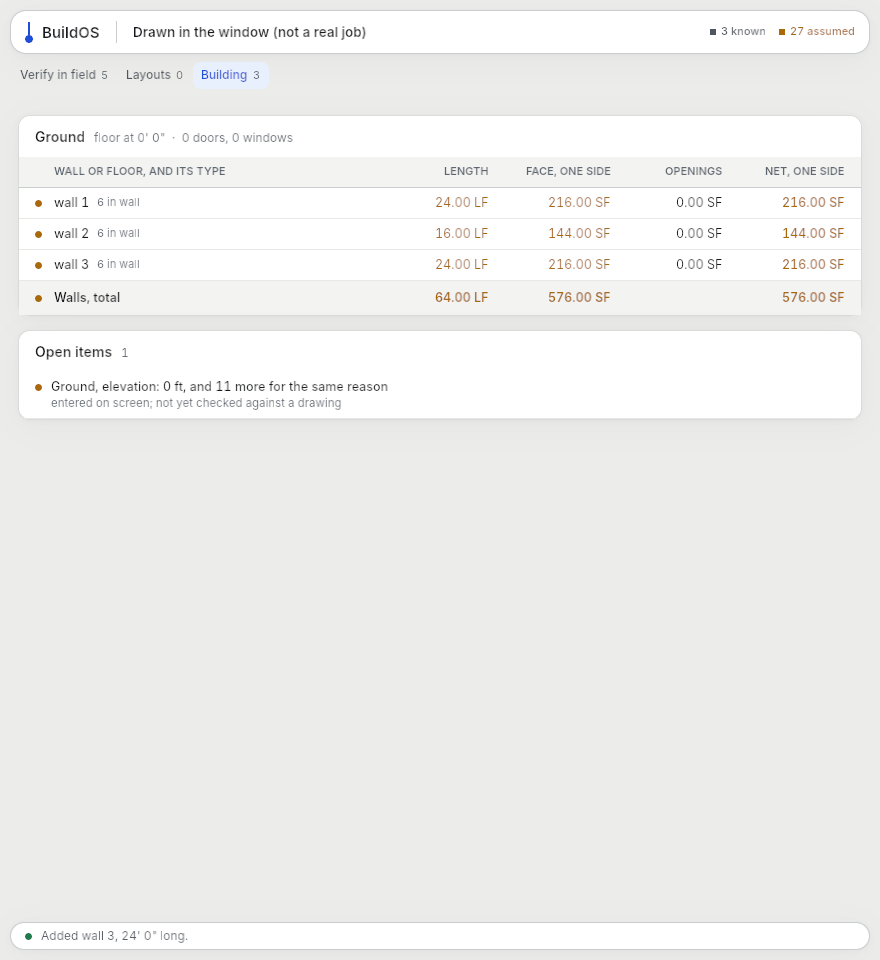 BuildOS Drawn in the window (not a real job) 3 known 27 assumed
Verify in field 5 Layouts 0 Building 3
Ground floor at 0' 0" · 0 doors, 0 windows
WALL OR FLOOR, AND ITS TYPE LENGTH FACE, ONE SIDE OPENINGS NET, ONE SIDE
wall 1 6 in wall 24.00 LF 216.00 SF 0.00 SF 216.00 SF
wall 2 6 in wall 16.00 LF 144.00 SF 0.00 SF 144.00 SF
wall 3 6 in wall 24.00 LF 216.00 SF 0.00 SF 216.00 SF
Walls, total 64.00 LF 576.00 SF 576.00 SF
Open items 1
Ground, elevation: 0 ft, and 11 more for the same reason
entered on screen; not yet checked against a drawing
Added wall 3, 24' 0" long.